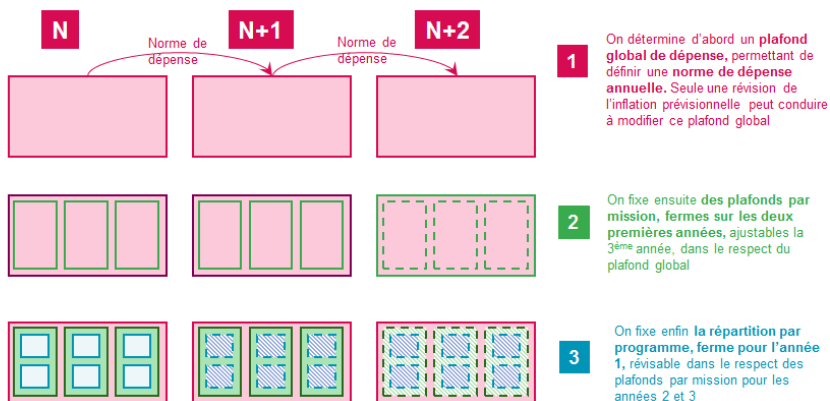 N
N+1
N+2
Norme de
dépense
Norme de
dépense
1
On détermine d'abord un plafond
global de dépense, permettant de
définir une norme de dépense
annuelle. Seule une révision de
l'inflation prévisionnelle peut conduire
à modifier ce plafond global
2
On fixe ensuite des plafonds par
mission, fermes sur les deux
premières années, ajustables la
3ème année, dans le respect du
plafond global
3
On fixe enfin la répartition par
programme, ferme pour l'année
1, révisable dans le respect des
plafonds par mission pour les
années 2 et 3